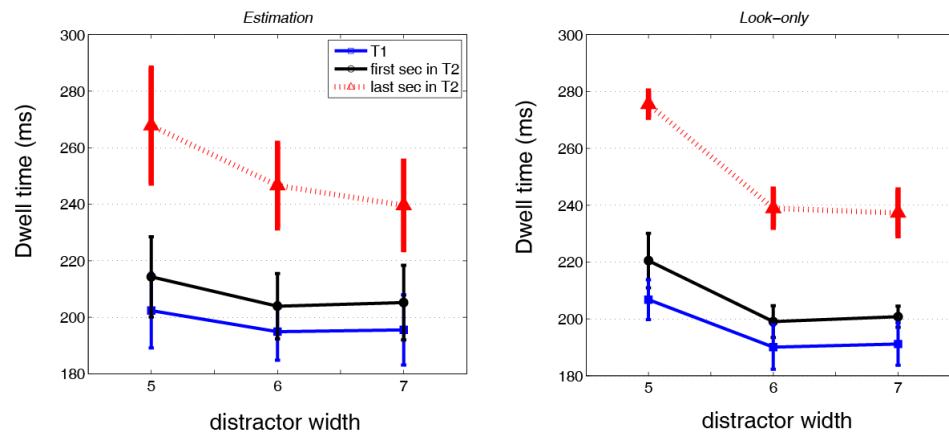 Estimation
Dwell time (ms)
300
280
260
240
220
200
180
T1
first sec in T2
last sec in T2
5
6
7
distractor width
Look-only
Dwell time (ms)
300
280
260
240
220
200
180
5
6
7
distractor width